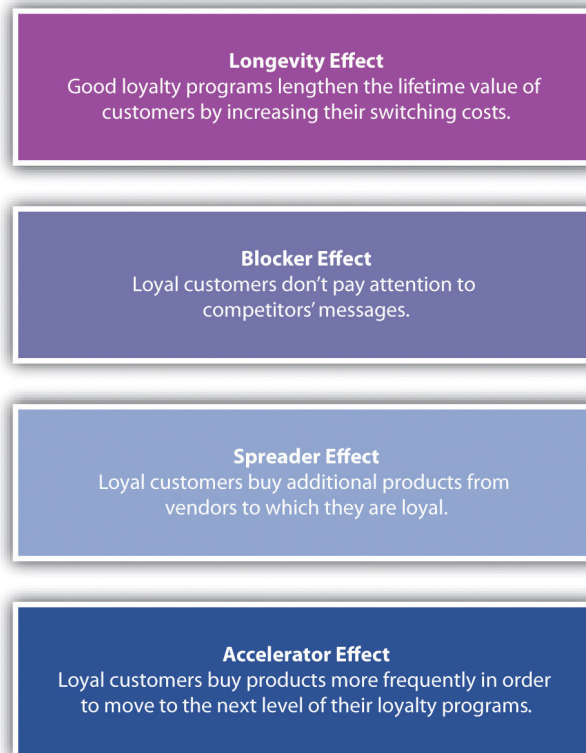 Longevity Effect
Good loyalty programs lengthen the lifetime value of
customers by increasing their switching costs.
Blocker Effect
Loyal customers don’t pay attention to
competitors’ messages.
Spreader Effect
Loyal customers buy additional products from
vendors to which they are loyal.
Accelerator Effect
Loyal customers buy products more frequently in order
to move to the next level of their loyalty programs.